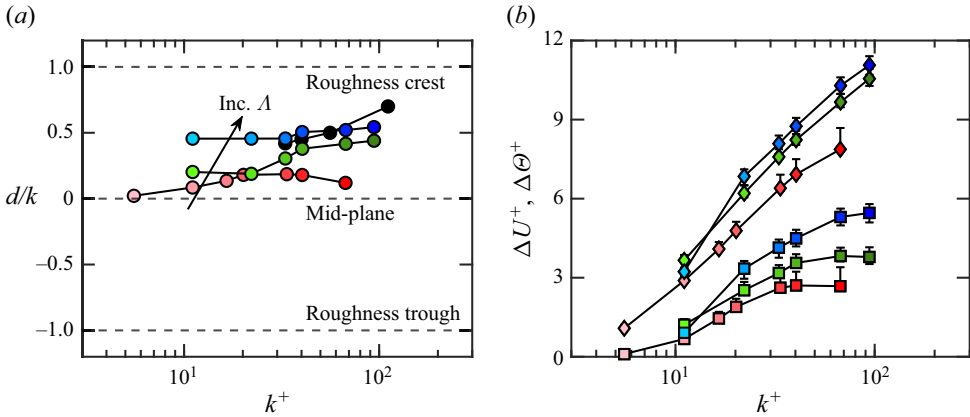 (a)
(b)
1.0
0.5
0
−0.5
−1.0
d/k
Roughness crest
Inc. Λ
Mid-plane
Roughness trough
10¹
10²
k⁺
12
9
6
3
0
ΔU⁺, ΔΘ⁺
10¹
10²
k⁺